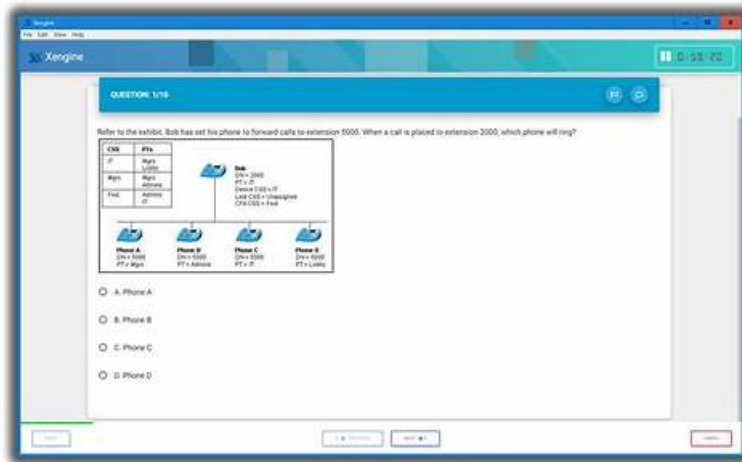 Xengine
File Edit View Help
Xengine
QUESTION: 1/10
Refer to the exhibit. Bob has set his phone to forward calls to extension 5000. When a call is placed to extension 2000, which phone will ring?
CSS PTs
IT Mgrs
Lobby
Mgrs Mgrs
Admins
Fwd Admins
IT
Bob
DN = 2000
PT = IT
Device CSS = IT
Line CSS = Unassigned
CFA CSS = Fwd
Phone A Phone B Phone C Phone D
DN = 5000 DN = 5000 DN = 5000 DN = 5000
PT = Mgrs PT = Admins PT = IT PT = Lobby
A. Phone A
B. Phone B
C. Phone C
D. Phone D